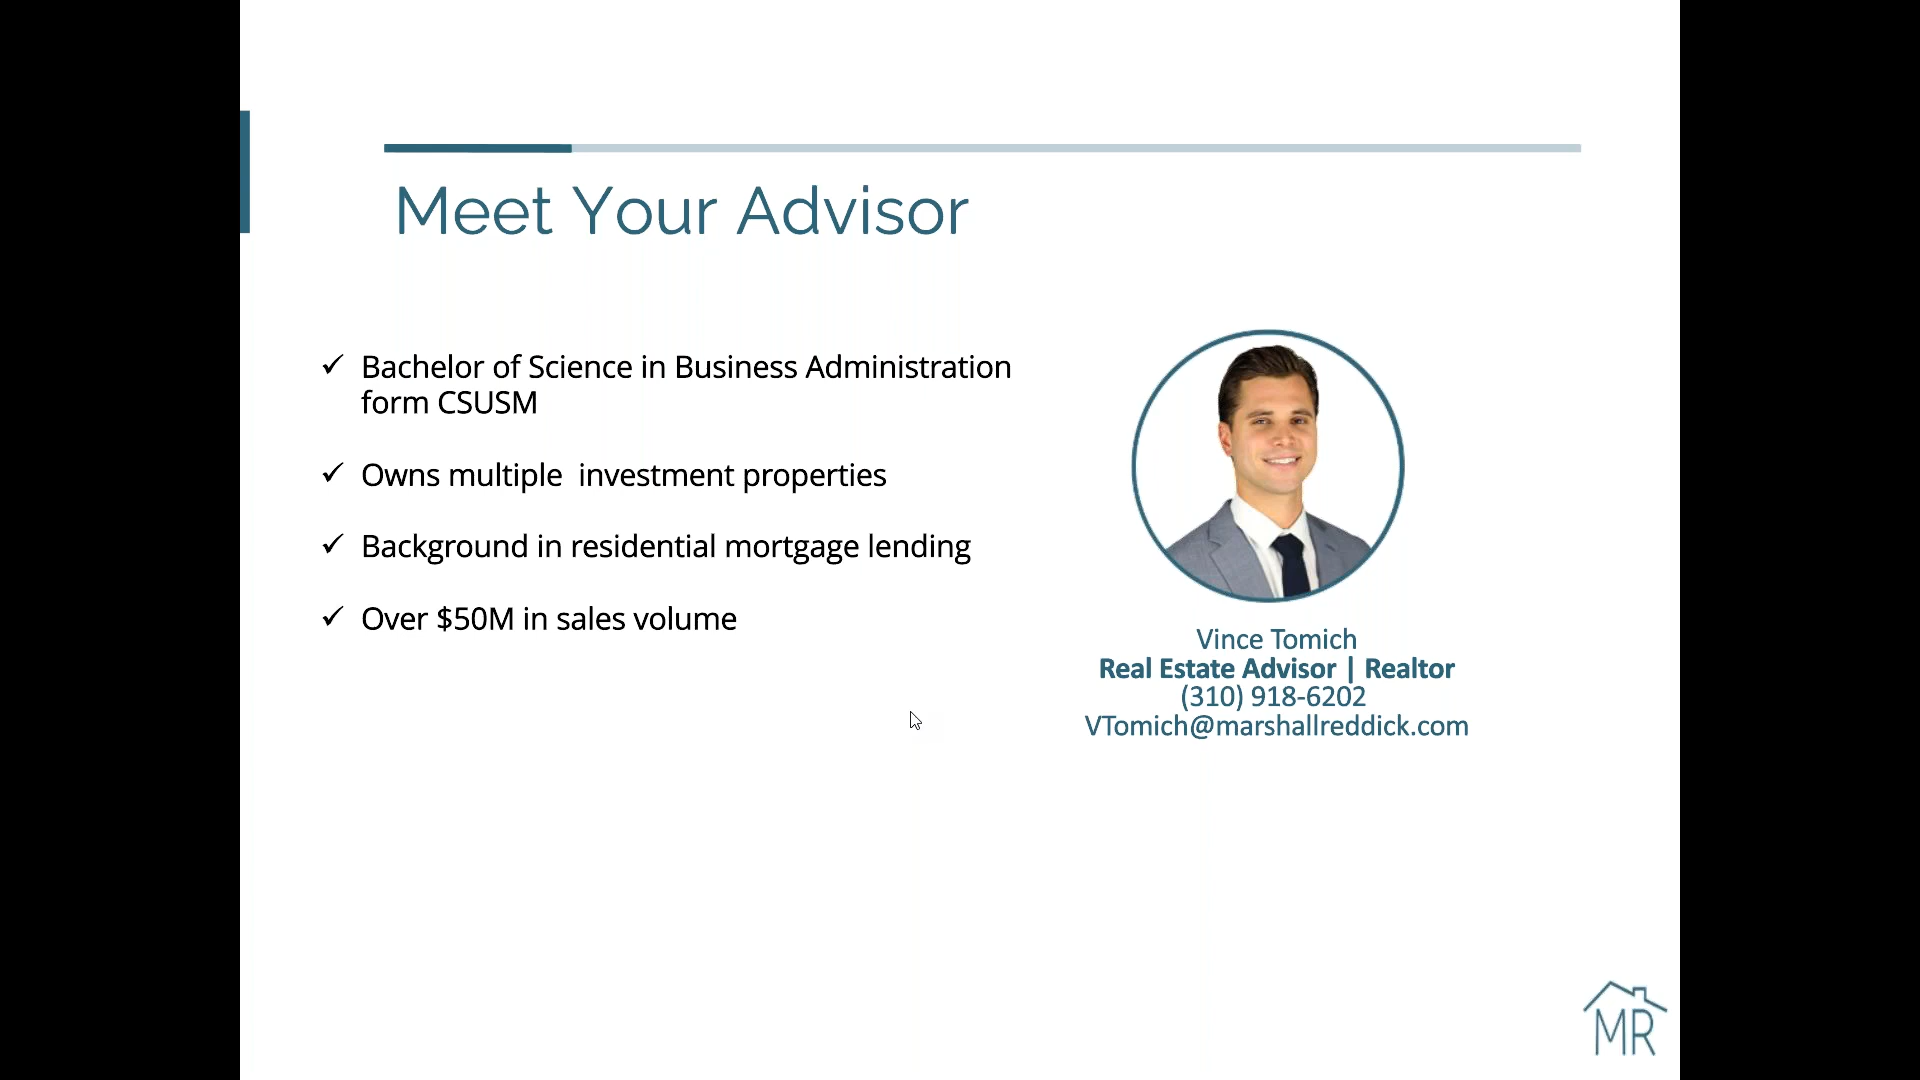 Meet Your Advisor
✓ Bachelor of Science in Business Administration
form CSUSM
✓ Owns multiple  investment properties
✓ Background in residential mortgage lending
✓ Over $50M in sales volume
Vince Tomich
Real Estate Advisor | Realtor
(310) 918-6202
VTomich@marshallreddick.com
MR